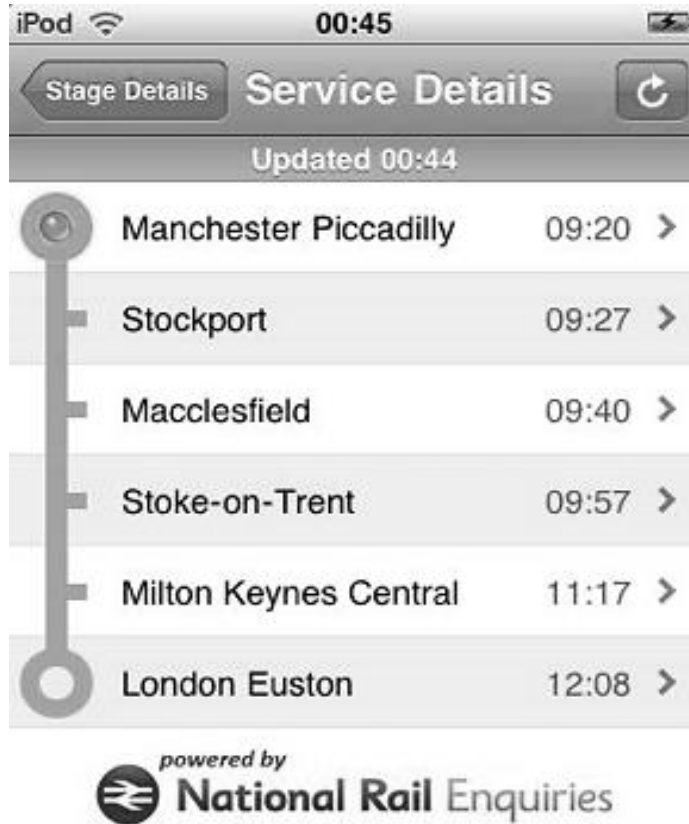 iPod 00:45
Stage Details Service Details
Updated 00:44
Manchester Piccadilly 09:20
Stockport 09:27
Macclesfield 09:40
Stoke-on-Trent 09:57
Milton Keynes Central 11:17
London Euston 12:08
powered by
National Rail Enquiries